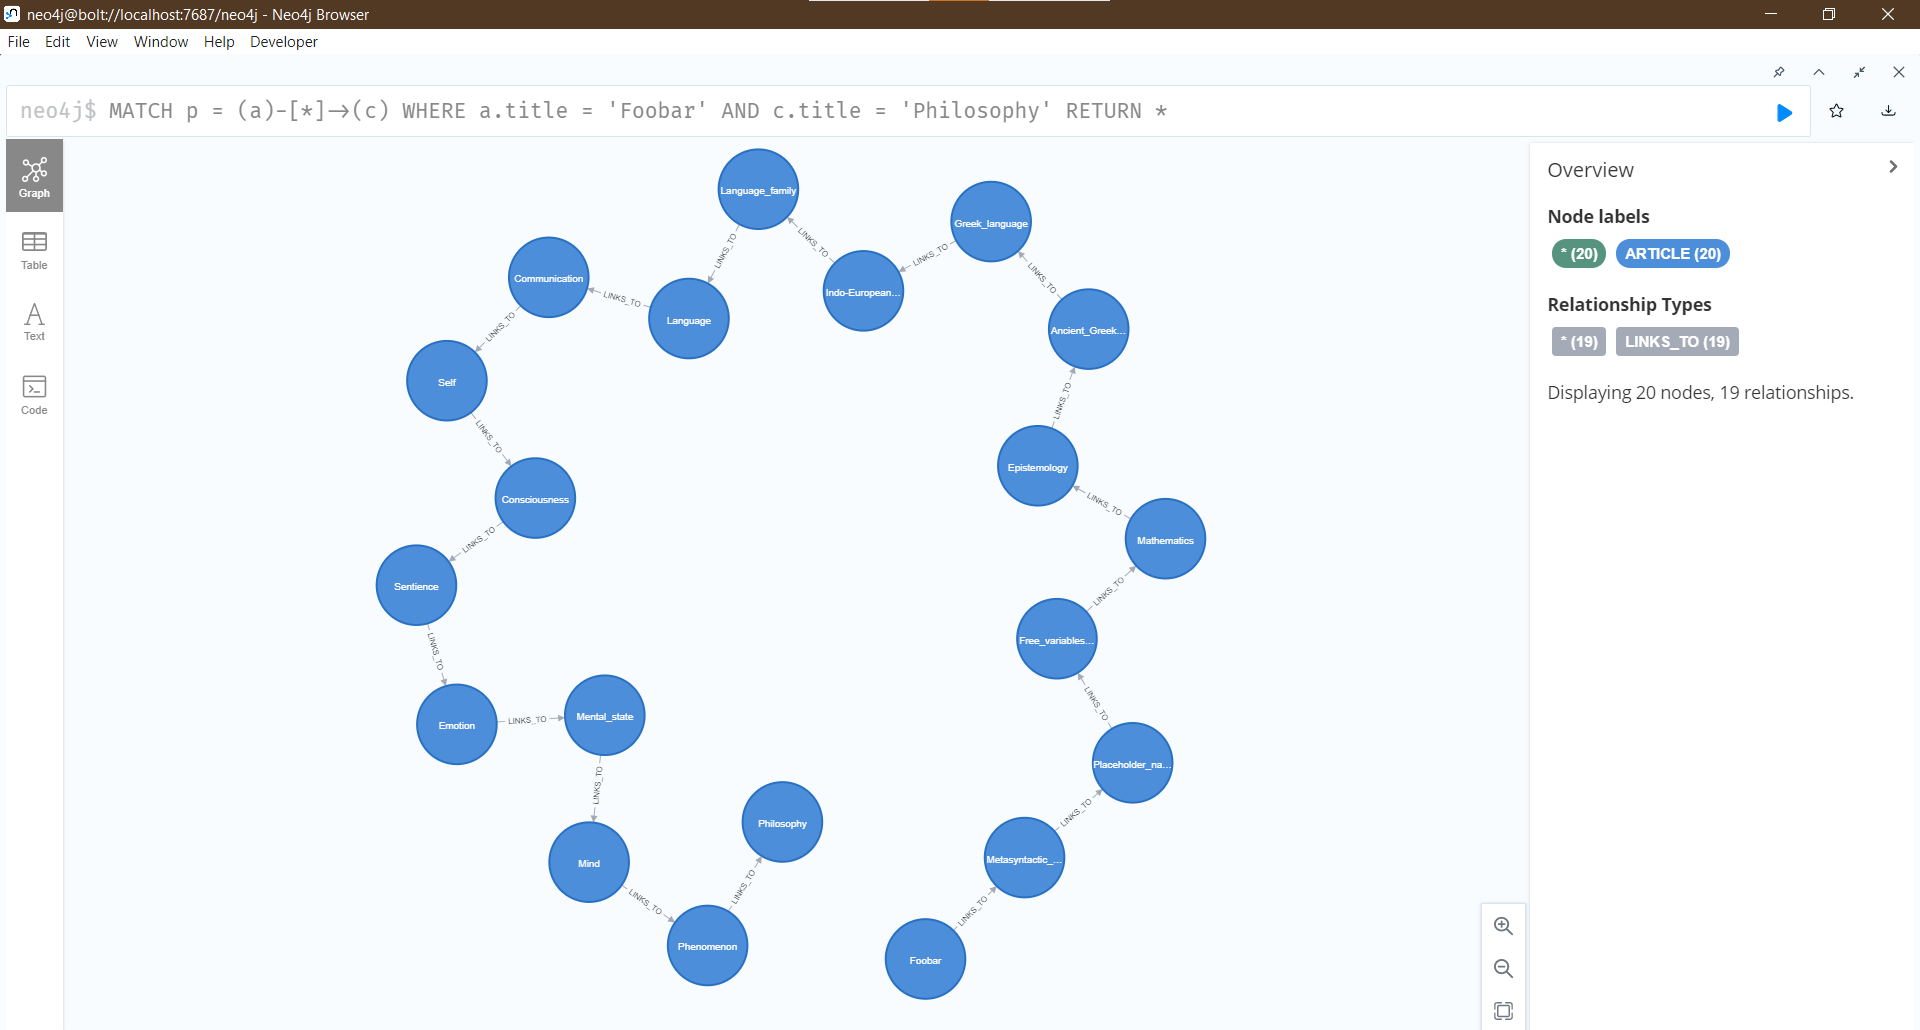 neo4j@bolt://localhost:7687/neo4j - Neo4j Browser
File Edit View Window Help Developer
neo4j$ MATCH p = (a)-[*]->(c) WHERE a.title = 'Foobar' AND c.title = 'Philosophy' RETURN *
Graph
Table
Text
Code
Language_family
LINKS_TO
Greek_language
LINKS_TO
LINKS_TO
Indo-European...
LINKS_TO
Communication
LINKS_TO
Language
LINKS_TO
Ancient_Greek...
Self
LINKS_TO
LINKS_TO
Epistemology
Consciousness
LINKS_TO
LINKS_TO
Mathematics
Sentience
LINKS_TO
LINKS_TO
Free_variables...
Emotion
LINKS_TO
Mental_state
LINKS_TO
LINKS_TO
Placeholder_na...
Philosophy
LINKS_TO
Mind
LINKS_TO
LINKS_TO
Metasyntactic_...
Phenomenon
LINKS_TO
Foobar
Overview
Node labels
* (20) ARTICLE (20)
Relationship Types
* (19) LINKS_TO (19)
Displaying 20 nodes, 19 relationships.